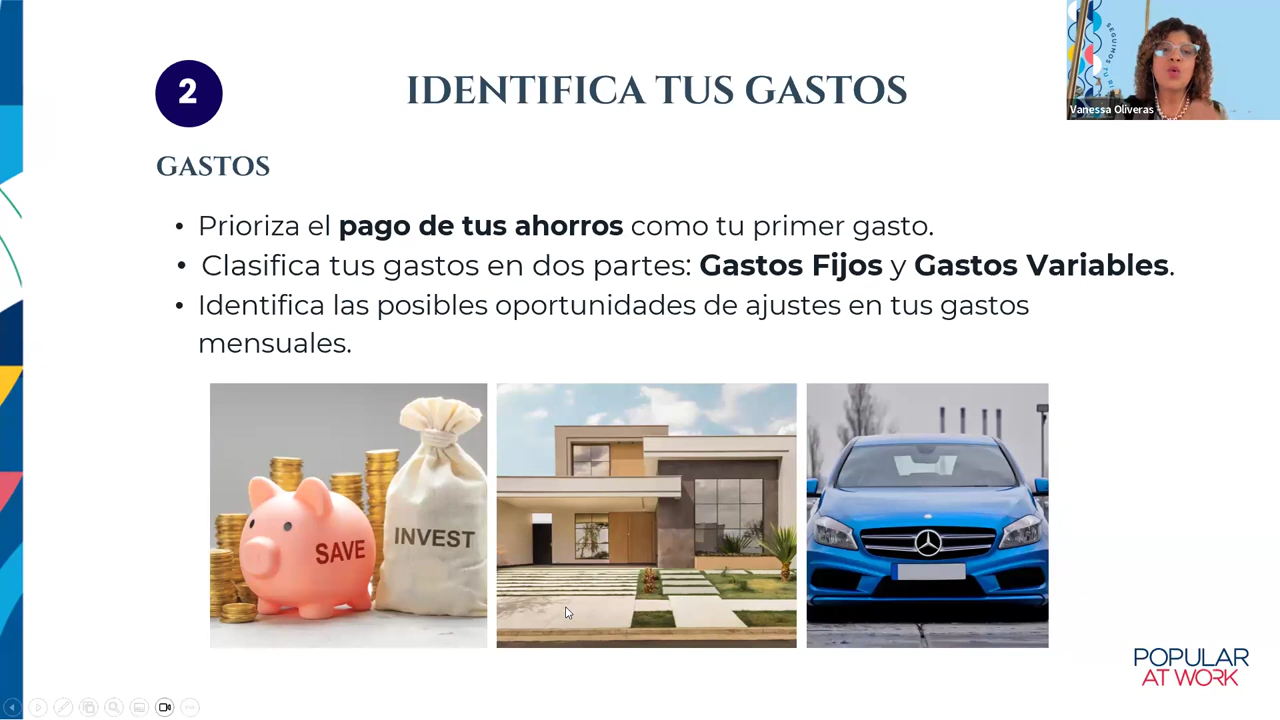 2
IDENTIFICA TUS GASTOS
Vanessa Oliveras
GASTOS
• Prioriza el pago de tus ahorros como tu primer gasto.
• Clasifica tus gastos en dos partes: Gastos Fijos y Gastos Variables.
• Identifica las posibles oportunidades de ajustes en tus gastos
mensuales.
SAVE
INVEST
POPULAR
AT WORK